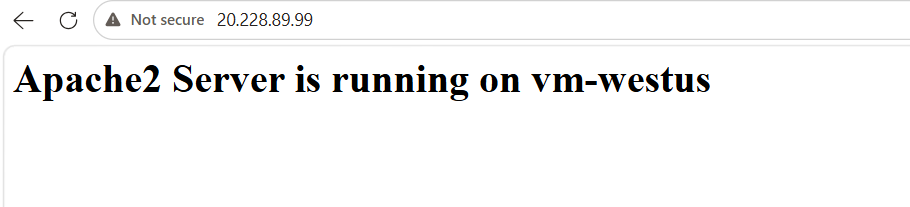 Not secure 20.228.89.99
Apache2 Server is running on vm-westus